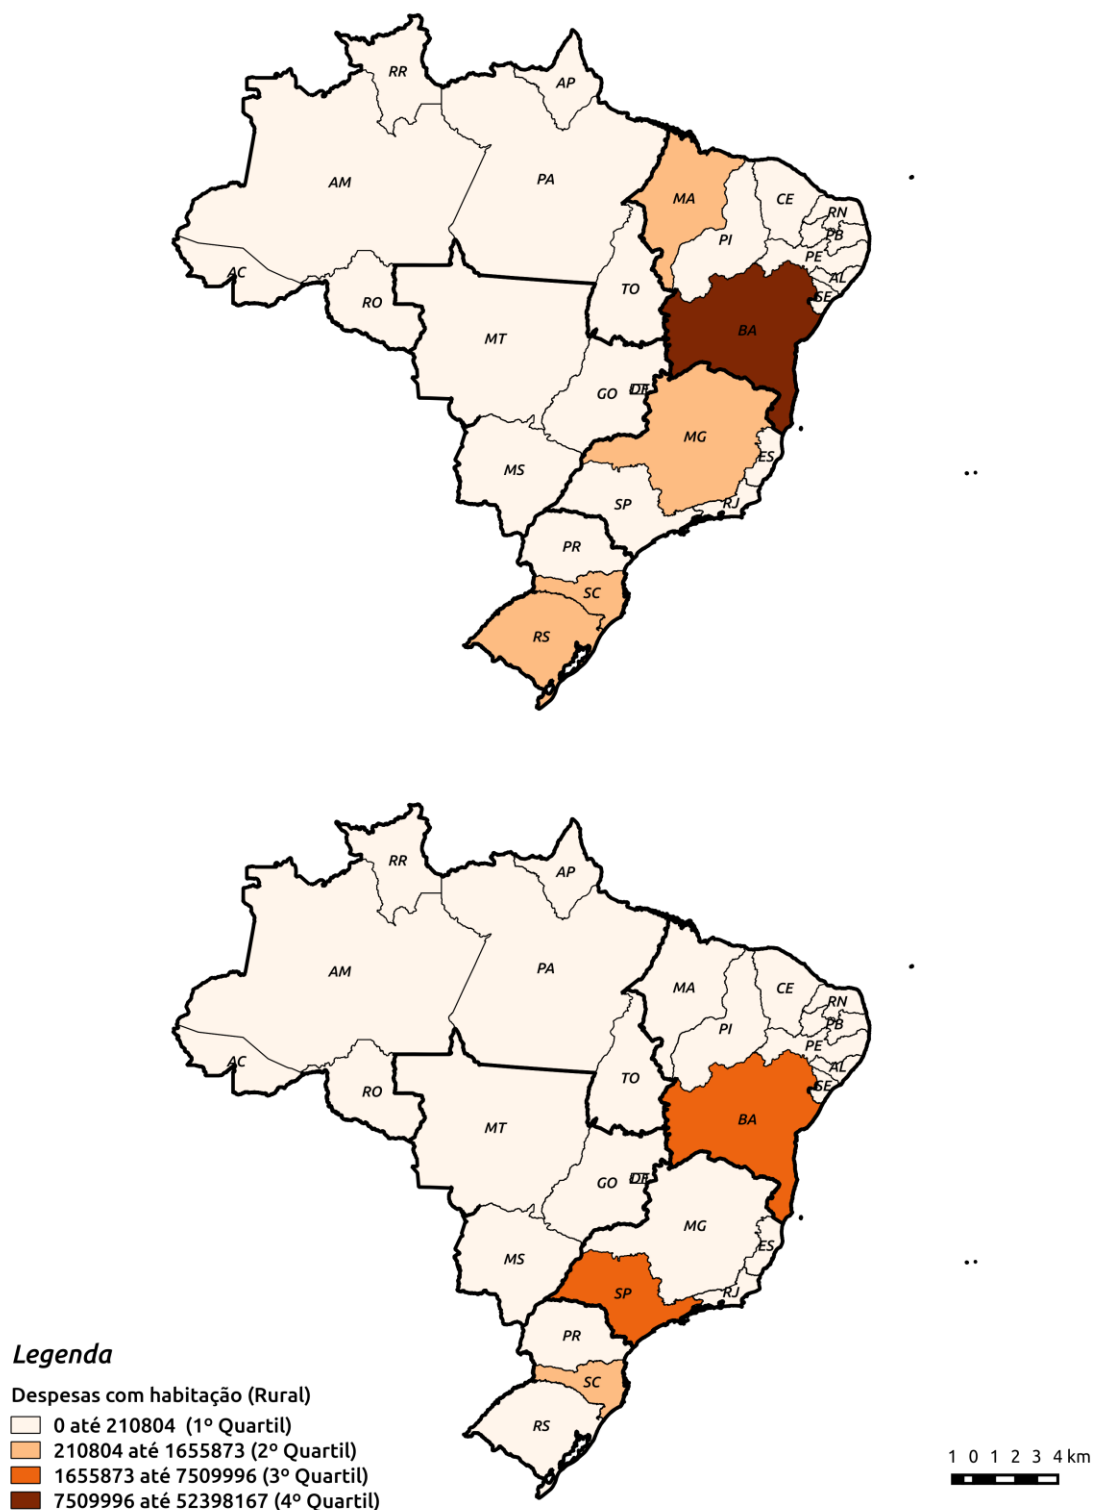 RR
AP
AM
PA
MA
CE
RN
PB
PI
PE
AL
SE
AC
RO
TO
BA
MT
GO
DF
MG
ES
MS
SP
RJ
PR
SC
RS
RR
AP
AM
PA
MA
CE
RN
PB
PI
PE
AL
SE
AC
RO
TO
BA
MT
GO
DF
MG
ES
MS
SP
RJ
PR
SC
RS
Legenda
Despesas com habitação (Rural)
0 até 210804 (1º Quartil)
210804 até 1655873 (2º Quartil)
1655873 até 7509996 (3º Quartil)
7509996 até 52398167 (4º Quartil)
1 0 1 2 3 4 km